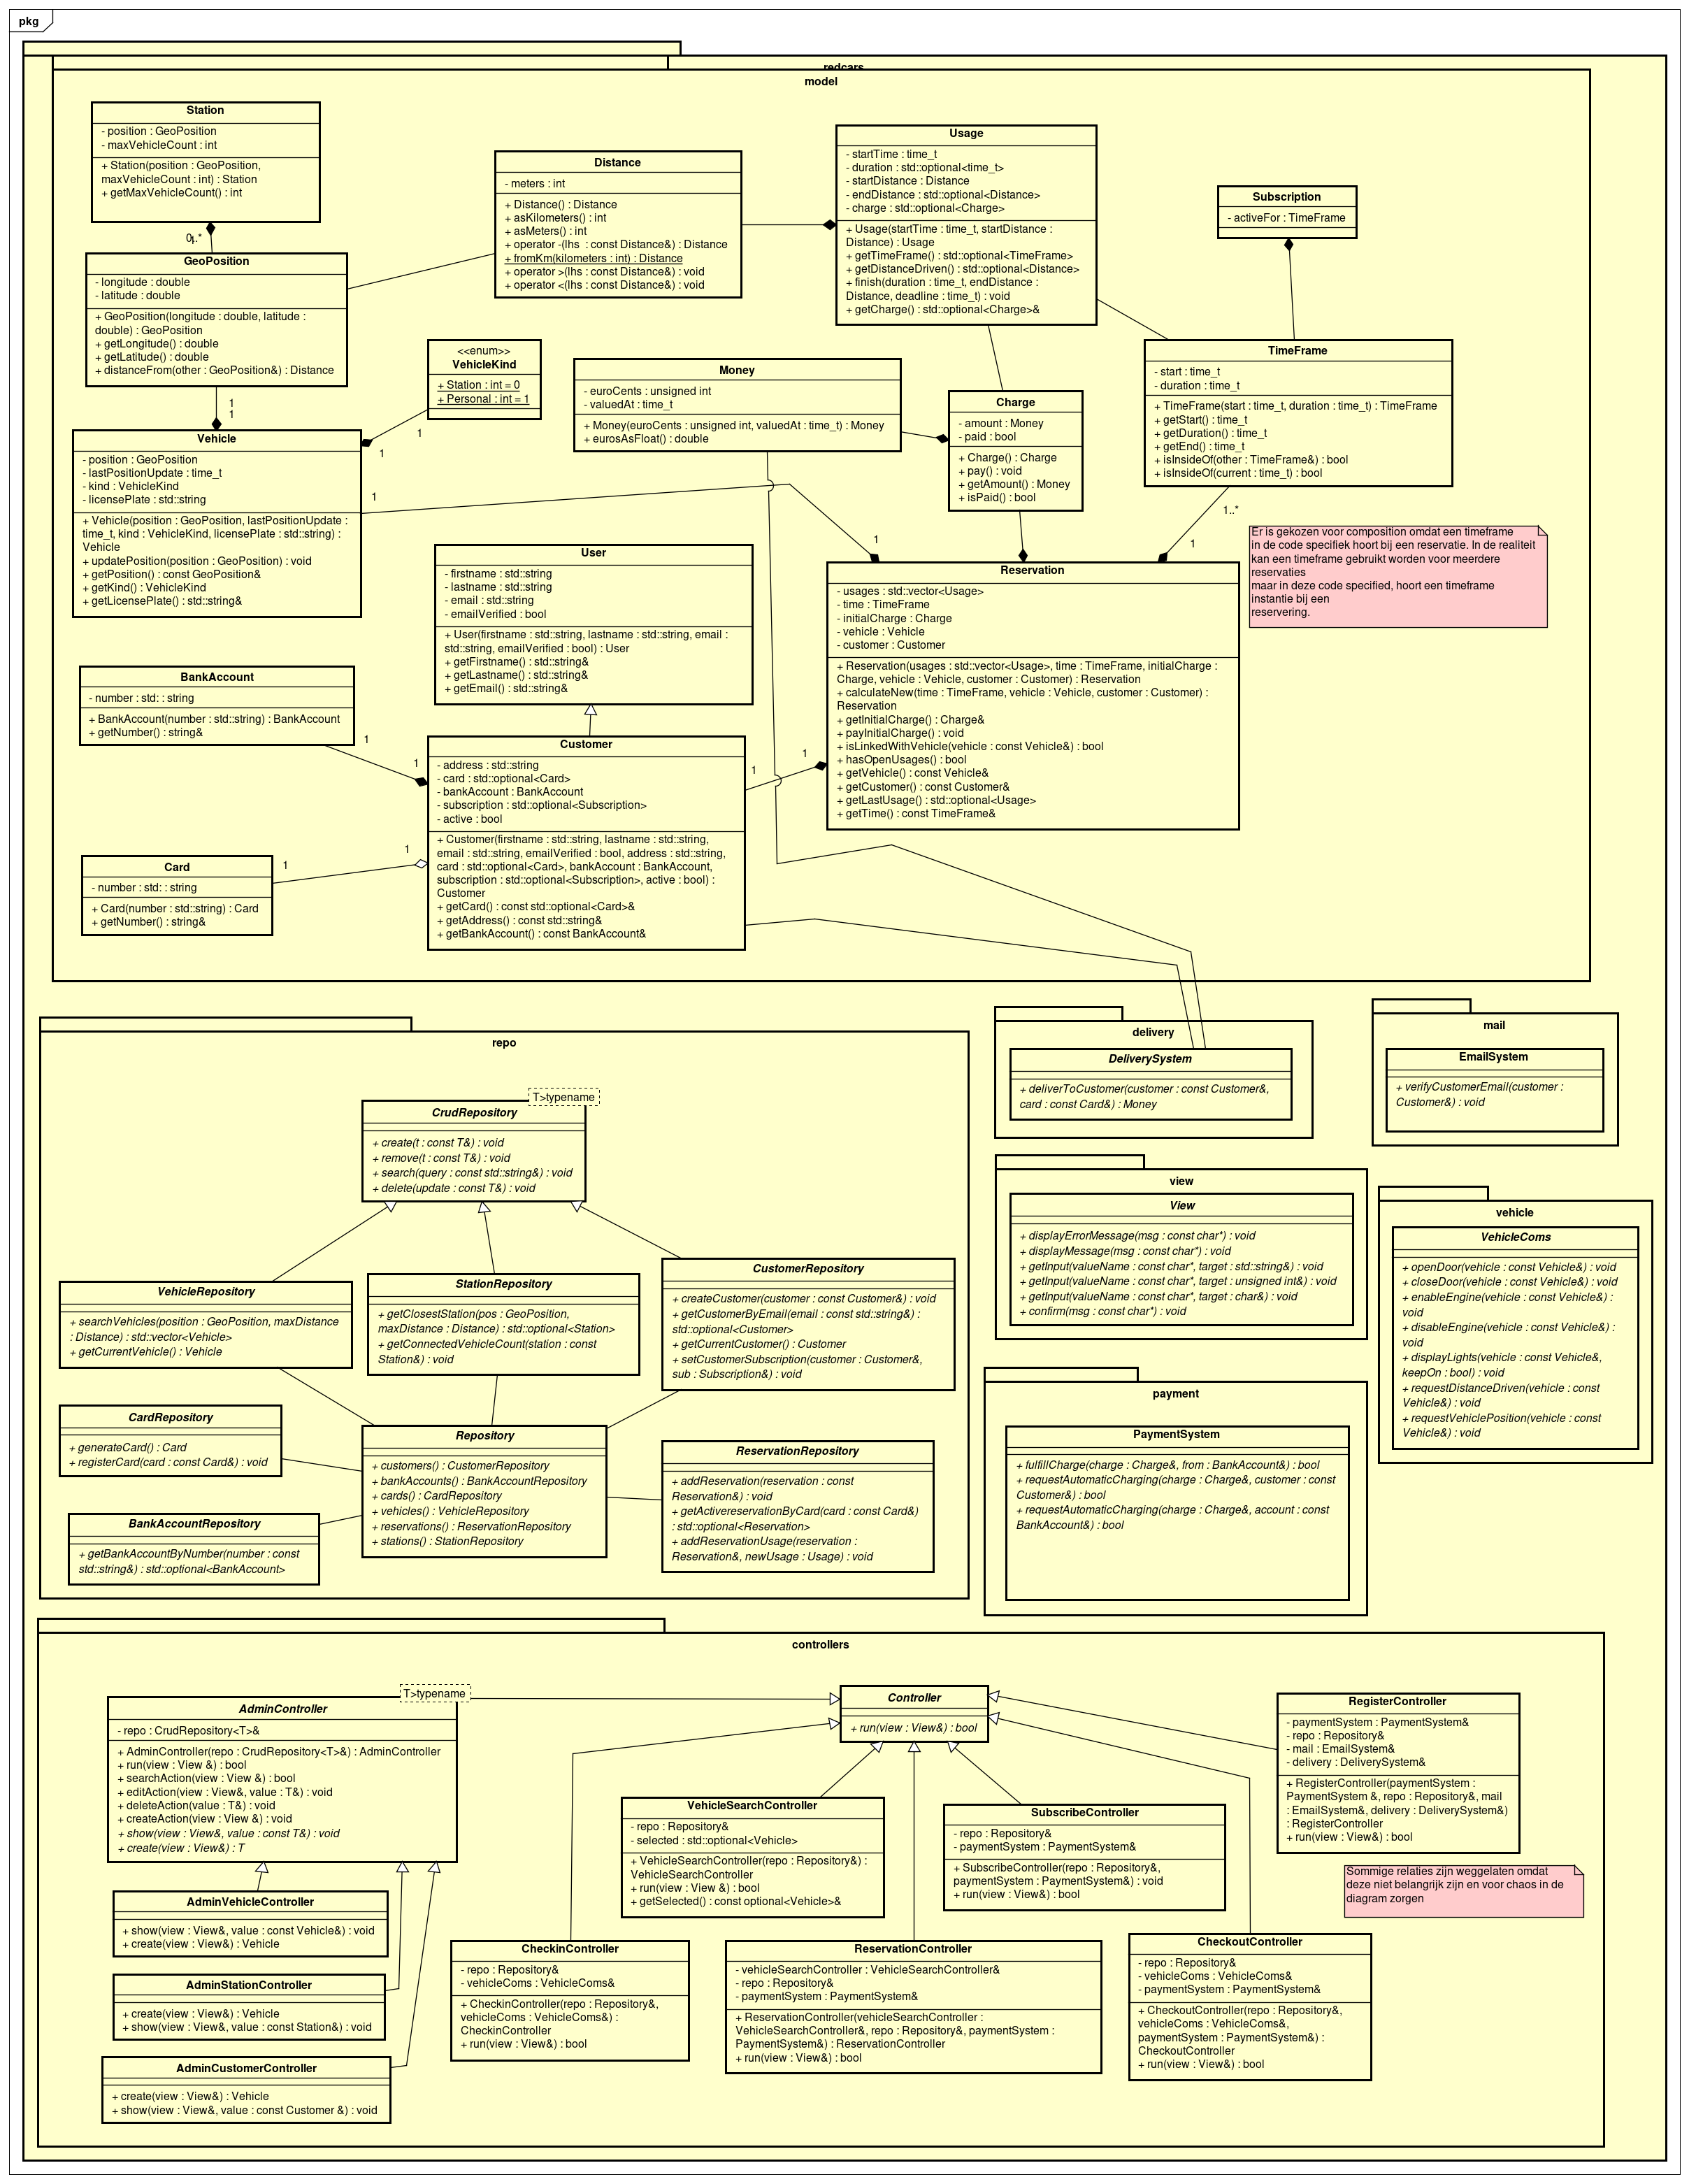 pkg
redcars
model
Station
- position : GeoPosition
- maxVehicleCount : int
+ Station(position : GeoPosition,
maxVehicleCount : int) : Station
+ getMaxVehicleCount() : int
Distance
- meters : int
+ Distance() : Distance
+ asKilometers() : int
+ asMeters() : int
+ operator -(lhs : const Distance&) : Distance
+ fromKm(kilometers : int) : Distance
+ operator >(lhs : const Distance&) : void
+ operator <(lhs : const Distance&) : void
Usage
- startTime : time_t
- duration : std::optional<time_t>
- startDistance : Distance
- endDistance : std::optional<Distance>
- charge : std::optional<Charge>
+ Usage(startTime : time_t, startDistance :
Distance) : Usage
+ getTimeFrame() : std::optional<TimeFrame>
+ getDistanceDriven() : std::optional<Distance>
+ finish(duration : time_t, endDistance :
Distance, deadline : time_t) : void
+ getCharge() : std::optional<Charge>&
Subscription
- activeFor : TimeFrame
GeoPosition
- longitude : double
- latitude : double
+ GeoPosition(longitude : double, latitude :
double) : GeoPosition
+ getLongitude() : double
+ getLatitude() : double
+ distanceFrom(other : GeoPosition&) : Distance
1
1
<<enum>>
VehicleKind
+ Station : int = 0
+ Personal : int = 1
1
1
Money
- euroCents : unsigned int
- valuedAt : time_t
+ Money(euroCents : unsigned int, valuedAt : time_t) : Money
+ eurosAsFloat() : double
Charge
- amount : Money
- paid : bool
+ Charge() : Charge
+ pay() : void
+ getAmount() : Money
+ isPaid() : bool
TimeFrame
- start : time_t
- duration : time_t
+ TimeFrame(start : time_t, duration : time_t) : TimeFrame
+ getStart() : time_t
+ getDuration() : time_t
+ getEnd() : time_t
+ isInsideOf(other : TimeFrame&) : bool
+ isInsideOf(current : time_t) : bool
1..*
1
Vehicle
- position : GeoPosition
- lastPositionUpdate : time_t
- kind : VehicleKind
- licensePlate : std::string
+ Vehicle(position : GeoPosition, lastPositionUpdate :
time_t, kind : VehicleKind, licensePlate : std::string) :
Vehicle
+ updatePosition(position : GeoPosition) : void
+ getPosition() : const GeoPosition&
+ getKind() : VehicleKind
+ getLicensePlate() : std::string&
1
1
Er is gekozen voor composition omdat een timeframe
in de code specifiek hoort bij een reservatie. In de realiteit
kan een timeframe gebruikt worden voor meerdere
reservaties
maar in deze code specified, hoort een timeframe
instantie bij een
reservering.
User
- firstname : std::string
- lastname : std::string
- email : std::string
- emailVerified : bool
+ User(firstname : std::string, lastname : std::string, email :
std::string, emailVerified : bool) : User
+ getFirstname() : std::string&
+ getLastname() : std::string&
+ getEmail() : std::string&
Reservation
- usages : std::vector<Usage>
- time : TimeFrame
- initialCharge : Charge
- vehicle : Vehicle
- customer : Customer
+ Reservation(usages : std::vector<Usage>, time : TimeFrame, initialCharge :
Charge, vehicle : Vehicle, customer : Customer) : Reservation
+ calculateNew(time : TimeFrame, vehicle : Vehicle, customer : Customer) :
Reservation
+ getInitialCharge() : Charge&
+ payInitialCharge() : void
+ isLinkedWithVehicle(vehicle : const Vehicle&) : bool
+ hasOpenUsages() : bool
+ getVehicle() : const Vehicle&
+ getCustomer() : const Customer&
+ getLastUsage() : std::optional<Usage>
+ getTime() : const TimeFrame&
BankAccount
- number : std: : string
+ BankAccount(number : std::string) : BankAccount
+ getNumber() : string&
1
1
Customer
- address : std::string
- card : std::optional<Card>
- bankAccount : BankAccount
- subscription : std::optional<Subscription>
- active : bool
+ Customer(firstname : std::string, lastname : std::string,
email : std::string, emailVerified : bool, address : std::string,
card : std::optional<Card>, bankAccount : BankAccount,
subscription : std::optional<Subscription>, active : bool) :
Customer
+ getCard() : const std::optional<Card>&
+ getAddress() : const std::string&
+ getBankAccount() : const BankAccount&
1
1
Card
- number : std: : string
+ Card(number : std::string) : Card
+ getNumber() : string&
1
1
repo
T>typename
CrudRepository
+ create(t : const T&) : void
+ remove(t : const T&) : void
+ search(query : const std::string&) : void
+ delete(update : const T&) : void
VehicleRepository
+ searchVehicles(position : GeoPosition, maxDistance
: Distance) : std::vector<Vehicle>
+ getCurrentVehicle() : Vehicle
StationRepository
+ getClosestStation(pos : GeoPosition,
maxDistance : Distance) : std::optional<Station>
+ getConnectedVehicleCount(station : const
Station&) : void
CustomerRepository
+ createCustomer(customer : const Customer&) : void
+ getCustomerByEmail(email : const std::string&) :
std::optional<Customer>
+ getCurrentCustomer() : Customer
+ setCustomerSubscription(customer : Customer&,
sub : Subscription&) : void
CardRepository
+ generateCard() : Card
+ registerCard(card : const Card&) : void
Repository
+ customers() : CustomerRepository
+ bankAccounts() : BankAccountRepository
+ cards() : CardRepository
+ vehicles() : VehicleRepository
+ reservations() : ReservationRepository
+ stations() : StationRepository
ReservationRepository
+ addReservation(reservation : const
Reservation&) : void
+ getActivereservationByCard(card : const Card&)
: std::optional<Reservation>
+ addReservationUsage(reservation :
Reservation&, newUsage : Usage) : void
BankAccountRepository
+ getBankAccountByNumber(number : const
std::string&) : std::optional<BankAccount>
delivery
DeliverySystem
+ deliverToCustomer(customer : const Customer&,
card : const Card&) : Money
mail
EmailSystem
+ verifyCustomerEmail(customer :
Customer&) : void
view
View
+ displayErrorMessage(msg : const char*) : void
+ displayMessage(msg : const char*) : void
+ getInput(valueName : const char*, target : std::string&) : void
+ getInput(valueName : const char*, target : unsigned int&) : void
+ getInput(valueName : const char*, target : char&) : void
+ confirm(msg : const char*) : void
vehicle
VehicleComs
+ openDoor(vehicle : const Vehicle&) : void
+ closeDoor(vehicle : const Vehicle&) : void
+ enableEngine(vehicle : const Vehicle&) :
void
+ disableEngine(vehicle : const Vehicle&) :
void
+ displayLights(vehicle : const Vehicle&,
keepOn : bool) : void
+ requestDistanceDriven(vehicle : const
Vehicle&) : void
+ requestVehiclePosition(vehicle : const
Vehicle&) : void
payment
PaymentSystem
+ fulfillCharge(charge : Charge&, from : BankAccount&) : bool
+ requestAutomaticCharging(charge : Charge&, customer : const
Customer&) : bool
+ requestAutomaticCharging(charge : Charge&, account : const
BankAccount&) : bool
controllers
T>typename
AdminController
- repo : CrudRepository<T>&
+ AdminController(repo : CrudRepository<T>&) : AdminController
+ run(view : View &) : bool
+ searchAction(view : View &) : bool
+ editAction(view : View&, value : T&) : void
+ deleteAction(value : T&) : void
+ createAction(view : View &) : void
+ show(view : View&, value : const T&) : void
+ create(view : View&) : T
Controller
+ run(view : View&) : bool
RegisterController
- paymentSystem : PaymentSystem&
- repo : Repository&
- mail : EmailSystem&
- delivery : DeliverySystem&
+ RegisterController(paymentSystem :
PaymentSystem &, repo : Repository&, mail
: EmailSystem&, delivery : DeliverySystem&)
: RegisterController
+ run(view : View&) : bool
VehicleSearchController
- repo : Repository&
- selected : std::optional<Vehicle>
+ VehicleSearchController(repo : Repository&) :
VehicleSearchController
+ run(view : View &) : bool
+ getSelected() : const optional<Vehicle>&
SubscribeController
- repo : Repository&
- paymentSystem : PaymentSystem&
+ SubscribeController(repo : Repository&,
paymentSystem : PaymentSystem&) : void
+ run(view : View&) : bool
Sommige relaties zijn weggelaten omdat
deze niet belangrijk zijn en voor chaos in de
diagram zorgen
AdminVehicleController
+ show(view : View&, value : const Vehicle&) : void
+ create(view : View&) : Vehicle
AdminStationController
+ create(view : View&) : Vehicle
+ show(view : View&, value : const Station&) : void
AdminCustomerController
+ create(view : View&) : Vehicle
+ show(view : View&, value : const Customer &) : void
CheckinController
- repo : Repository&
- vehicleComs : VehicleComs&
+ CheckinController(repo : Repository&,
vehicleComs : VehicleComs&) :
CheckinController
+ run(view : View&) : bool
ReservationController
- vehicleSearchController : VehicleSearchController&
- repo : Repository&
- paymentSystem : PaymentSystem&
+ ReservationController(vehicleSearchController :
VehicleSearchController&, repo : Repository&, paymentSystem :
PaymentSystem&) : ReservationController
+ run(view : View&) : bool
CheckoutController
- repo : Repository&
- vehicleComs : VehicleComs&
- paymentSystem : PaymentSystem&
+ CheckoutController(repo : Repository&,
vehicleComs : VehicleComs&,
paymentSystem : PaymentSystem&) :
CheckoutController
+ run(view : View&) : bool